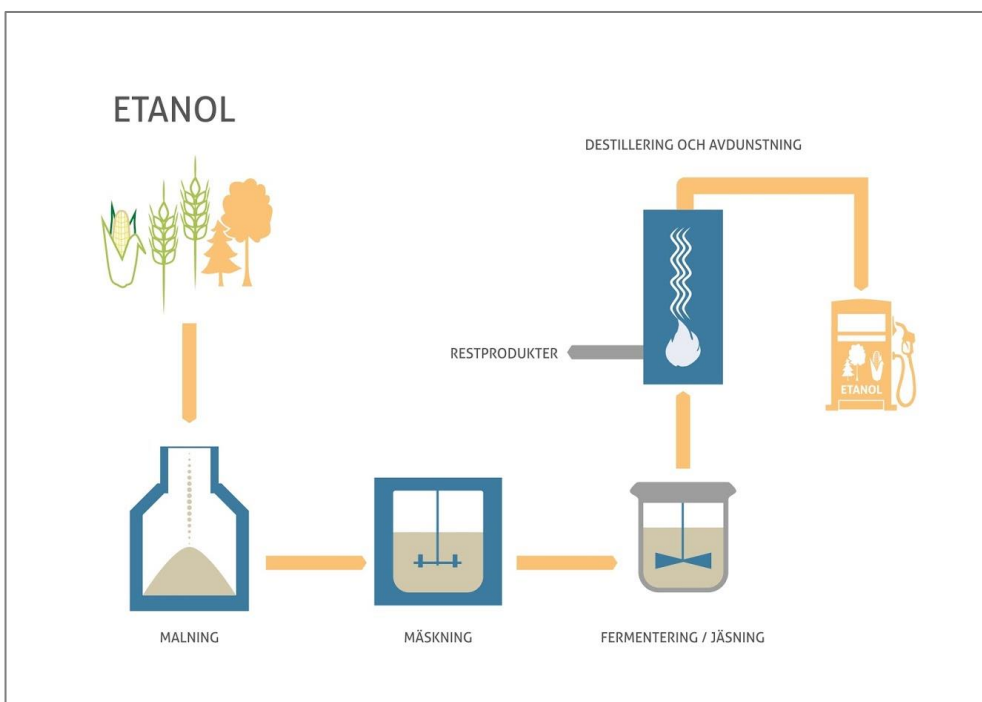 ETANOL
DESTILLERING OCH AVDUNSTNING
RESTPRODUKTER
ETANOL
MALNING
MÄSKNING
FERMENTERING / JÄSNING